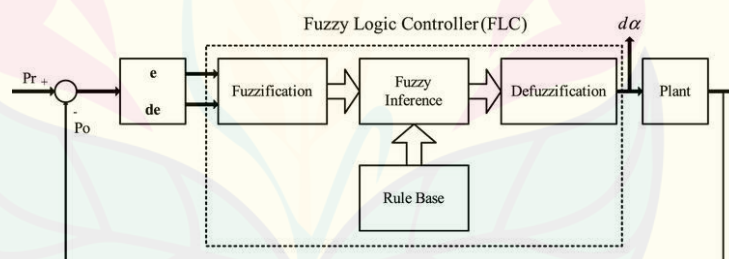 Fuzzy Logic Controller (FLC)
dα
Pr +
-
Po
e
de
Fuzzification
Fuzzy
Inference
Defuzzification
Plant
Rule Base